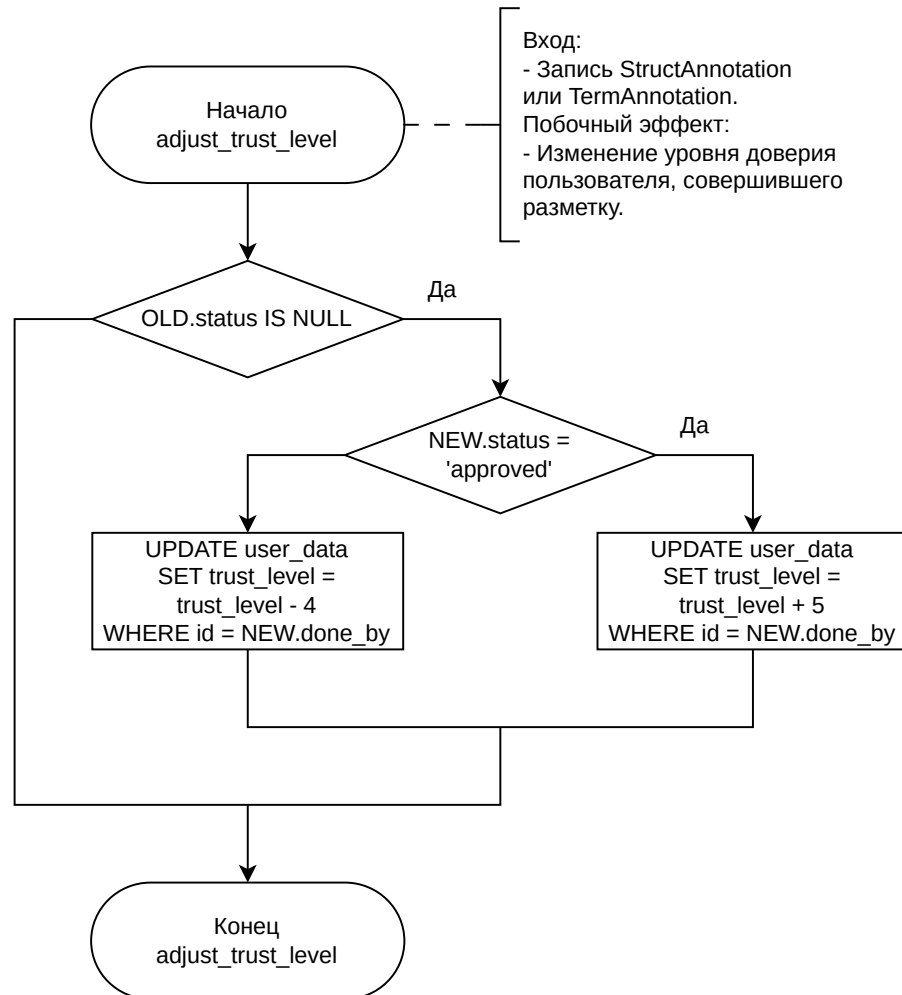 Вход:
- Запись StructAnnotation
или TermAnnotation.
Побочный эффект:
- Изменение уровня доверия
пользователя, совершившего
разметку.
Начало
adjust_trust_level
OLD.status IS NULL
Да
NEW.status =
'approved'
Да
UPDATE user_data
SET trust_level =
trust_level - 4
WHERE id = NEW.done_by
UPDATE user_data
SET trust_level =
trust_level + 5
WHERE id = NEW.done_by
Конец
adjust_trust_level